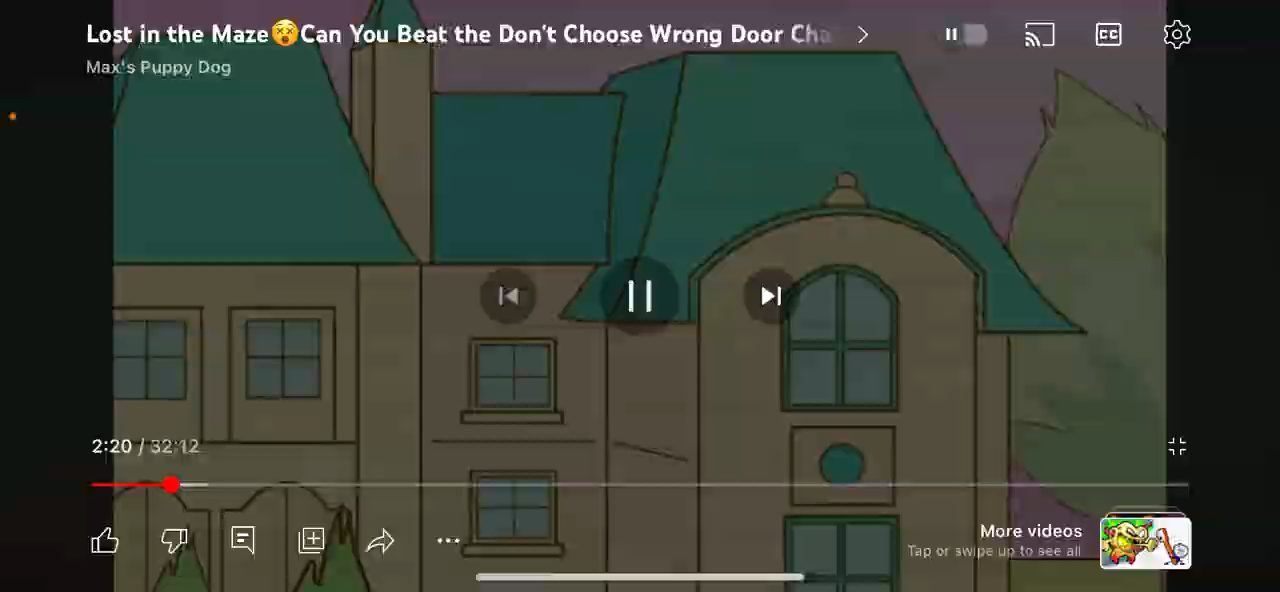 Lost in the Maze😵Can You Beat the Don't Choose Wrong Door Cha
CC
Max's Puppy Dog
2:20 / 32:12
More videos
Tap or swipe up to see all